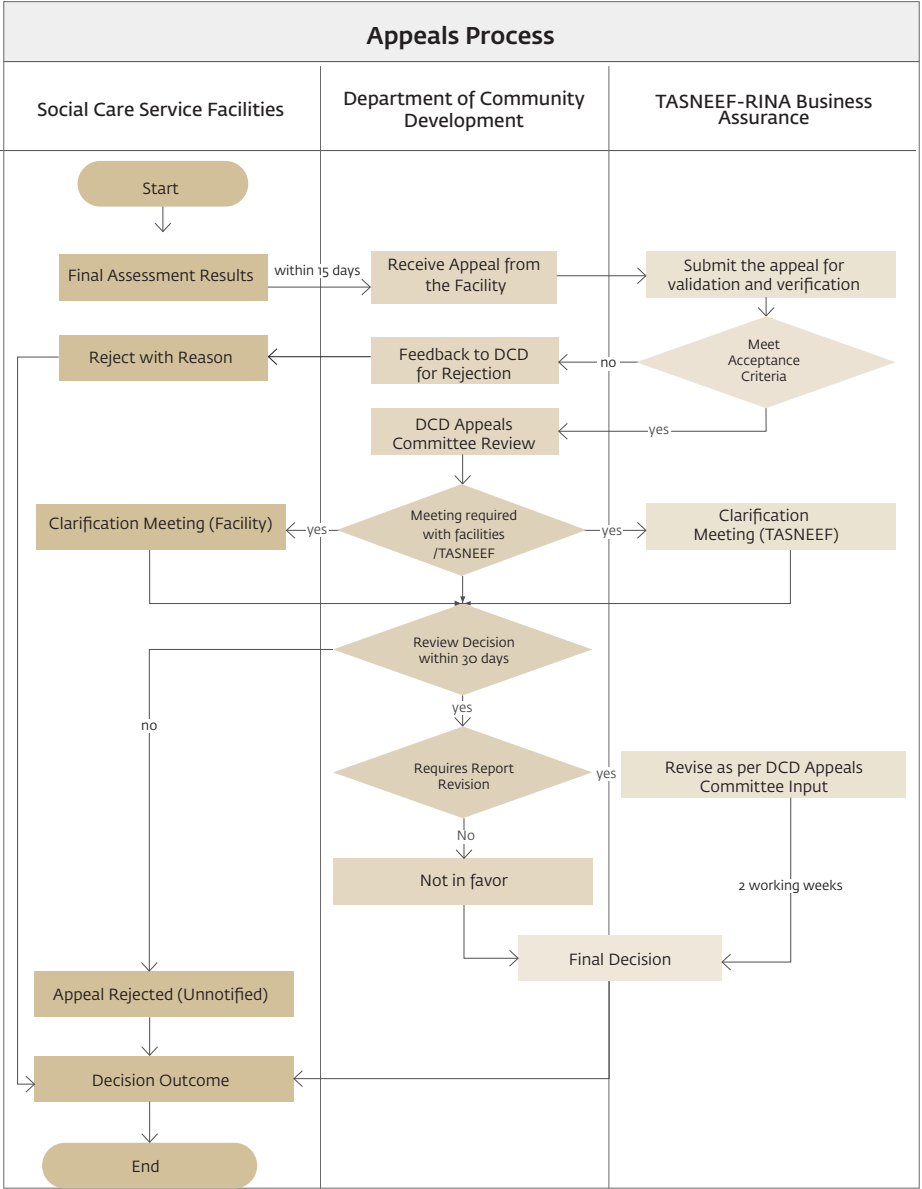 Appeals Process
Social Care Service Facilities
Department of Community
Development
TASNEEF-RINA Business
Assurance
Start
Final Assessment Results
within 15 days
Receive Appeal from
the Facility
Submit the appeal for
validation and verification
Meet
Acceptance
Criteria
no
Feedback to DCD
for Rejection
Reject with Reason
yes
DCD Appeals
Committee Review
Meeting required
with facilities
/TASNEEF
yes
Clarification Meeting (Facility)
yes
Clarification
Meeting (TASNEEF)
Review Decision
within 30 days
no
yes
Requires Report
Revision
yes
Revise as per DCD Appeals
Committee Input
No
Not in favor
2 working weeks
Final Decision
Appeal Rejected (Unnotified)
Decision Outcome
End